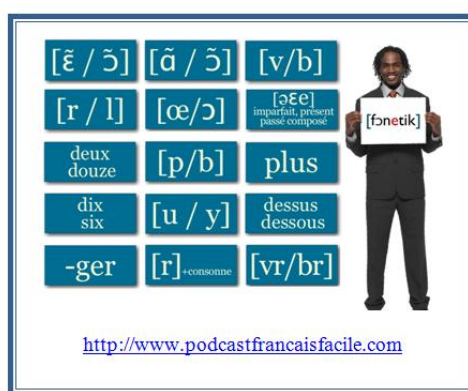 [ɛ̃ / ɔ̃]
[ɑ̃ / ɔ̃]
[v/b]
[r / l]
[œ/ɔ]
[əɛe]
imparfait, présent
passé composé
[fɔnetik]
deux
douze
[p/b]
plus
dix
six
[u / y]
dessus
dessous
-ger
[r]+consonne
[vr/br]
http://www.podcastfrancaisfacile.com